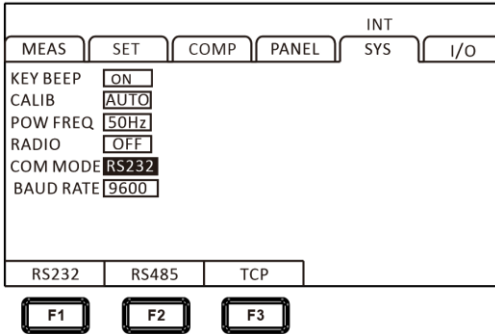 INT
MEAS SET COMP PANEL SYS I/O
KEY BEEP ON
CALIB AUTO
POW FREQ 50Hz
RADIO OFF
COM MODE RS232
BAUD RATE 9600
RS232 RS485 TCP
F1 F2 F3